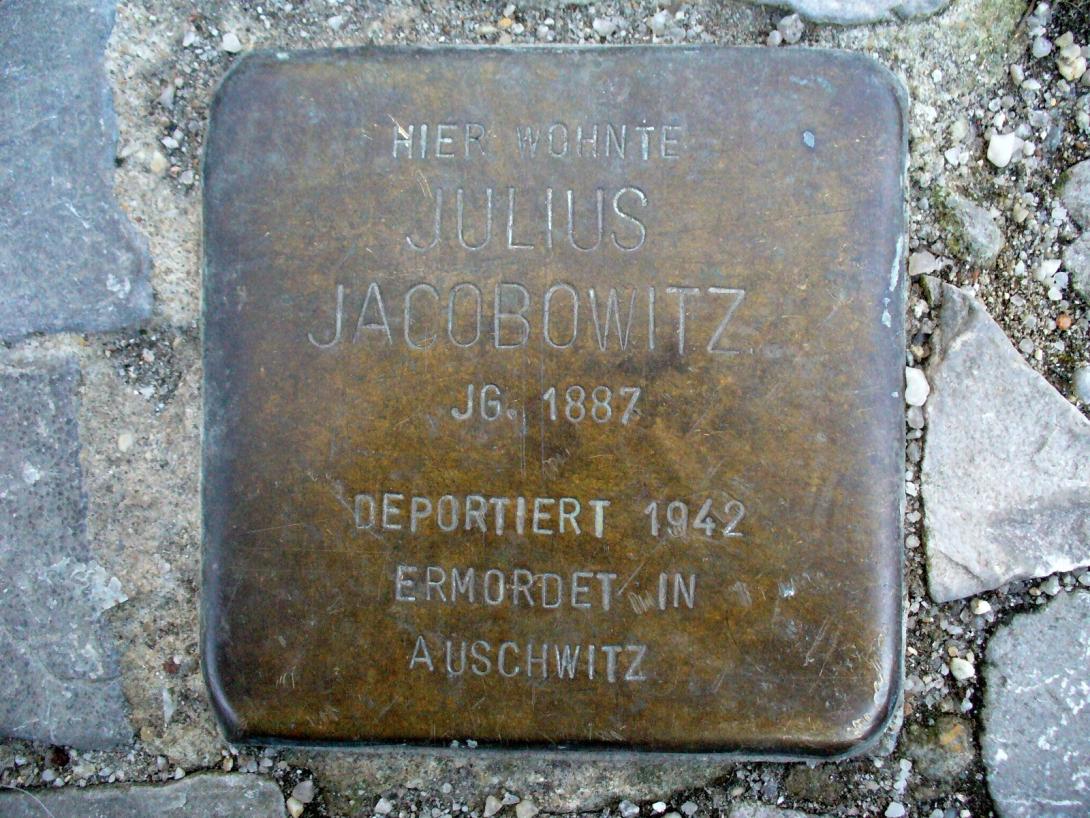 HIER WOHNTE
JULIUS
JACOBOWITZ
JG. 1887
DEPORTIERT 1942
ERMORDET IN
AUSCHWITZ